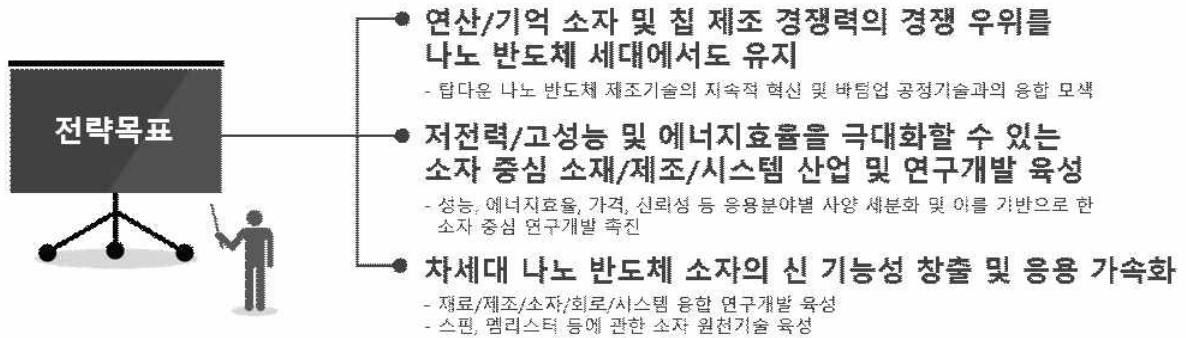 전략목표
연산/기억 소자 및 칩 제조 경쟁력의 경쟁 우위를
나노 반도체 세대에서도 유지
- 탑다운 나노 반도체 제조기술의 지속적 혁신 및 바텀업 공정기술과의 융합 모색
저전력/고성능 및 에너지효율을 극대화할 수 있는
소자 중심 소재/제조/시스템 산업 및 연구개발 육성
- 성능, 에너지효율, 가격, 신뢰성 등 응용분야별 사양 세분화 및 이를 기반으로 한
소자 중심 연구개발 촉진
차세대 나노 반도체 소자의 신 기능성 창출 및 응용 가속화
- 재료/제조/소자/회로/시스템 융합 연구개발 육성
- 스핀, 멤리스터 등에 관한 소자 원천기술 육성